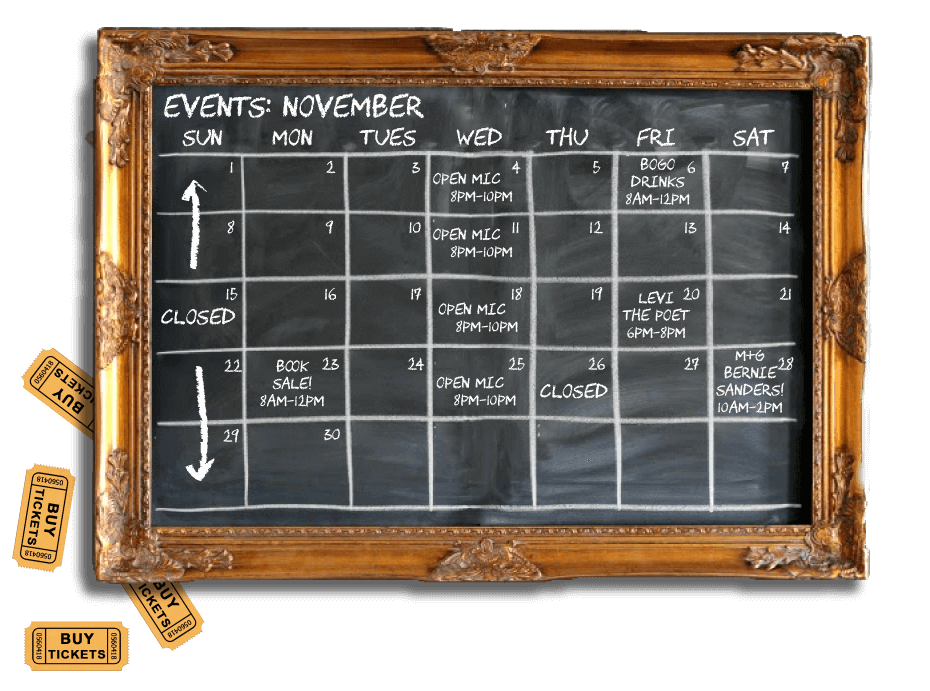 EVENTS: NOVEMBER
SUN MON TUES WED THU FRI SAT
1 2 3 4 5 6 7
OPEN MIC
8PM-10PM
BOGO
DRINKS
8AM-12PM
8 9 10 11 12 13 14
OPEN MIC
8PM-10PM
15 16 17 18 19 20 21
CLOSED
OPEN MIC
8PM-10PM
LEVI
THE POET
6PM-8PM
22 23 24 25 26 27 28
BOOK
SALE!
8AM-12PM
OPEN MIC
8PM-10PM
CLOSED
M+G
BERNIE
SANDERS!
10AM-2PM
29 30
0560418
BUY
TICKETS
0560418
BUY
TICKETS
0560418
BUY
TICKETS
0560418
0560418
BUY
TICKETS
0560418